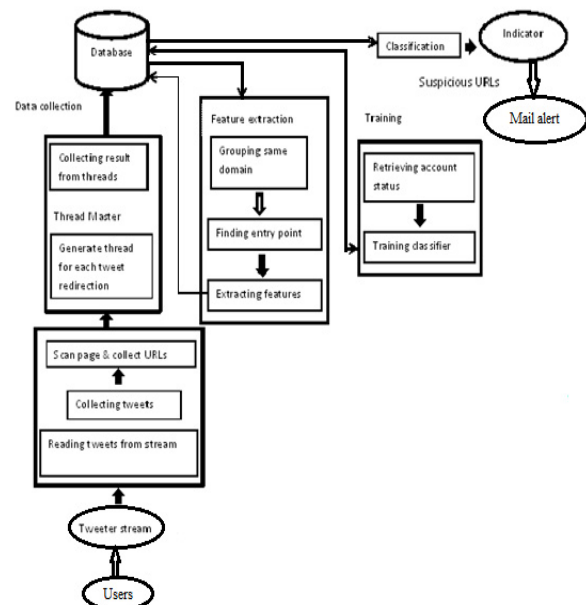 Database
Classification
Indicator
Suspicious URLs
Mail alert
Data collection
Collecting result
from threads
Thread Master
Generate thread
for each tweet
redirection
Feature extraction
Grouping same
domain
Finding entry point
Extracting features
Training
Retrieving account
status
Training classifier
Scan page & collect URLs
Collecting tweets
Reading tweets from stream
Tweeter stream
Users